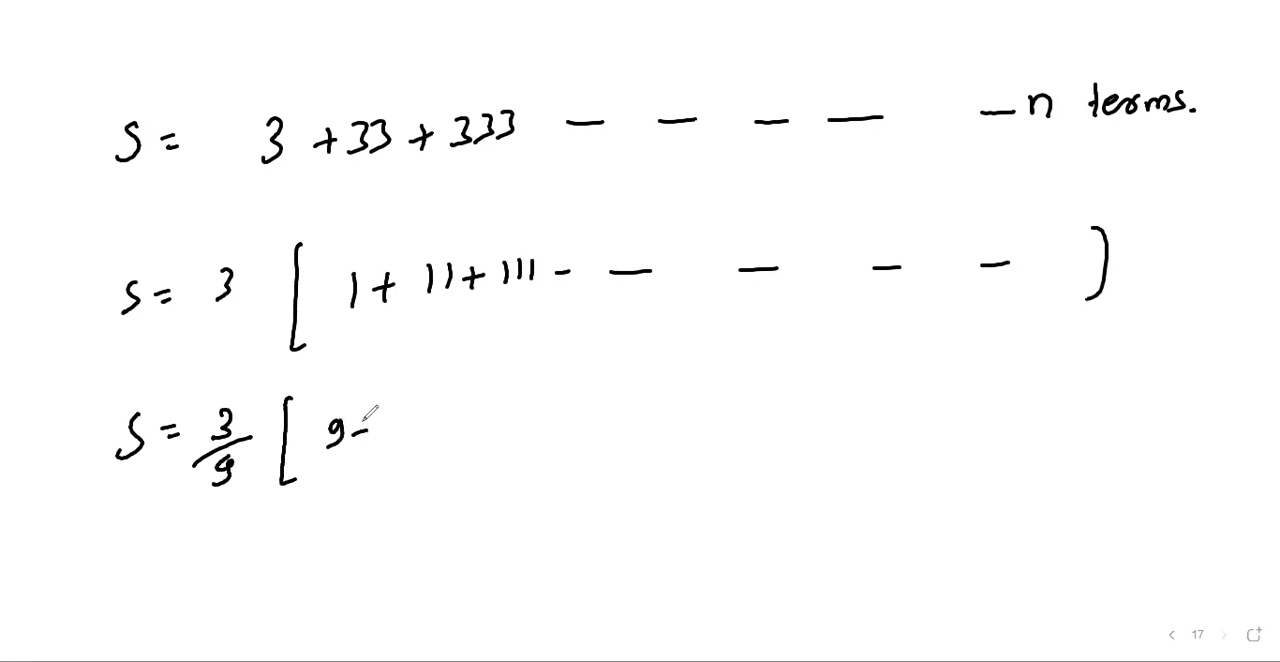 S = 3 + 33 + 333 — — — — — n terms.
S = 3 [ 1 + 11 + 111 - — — — — ]
S = 3/9 [ 9 -
17